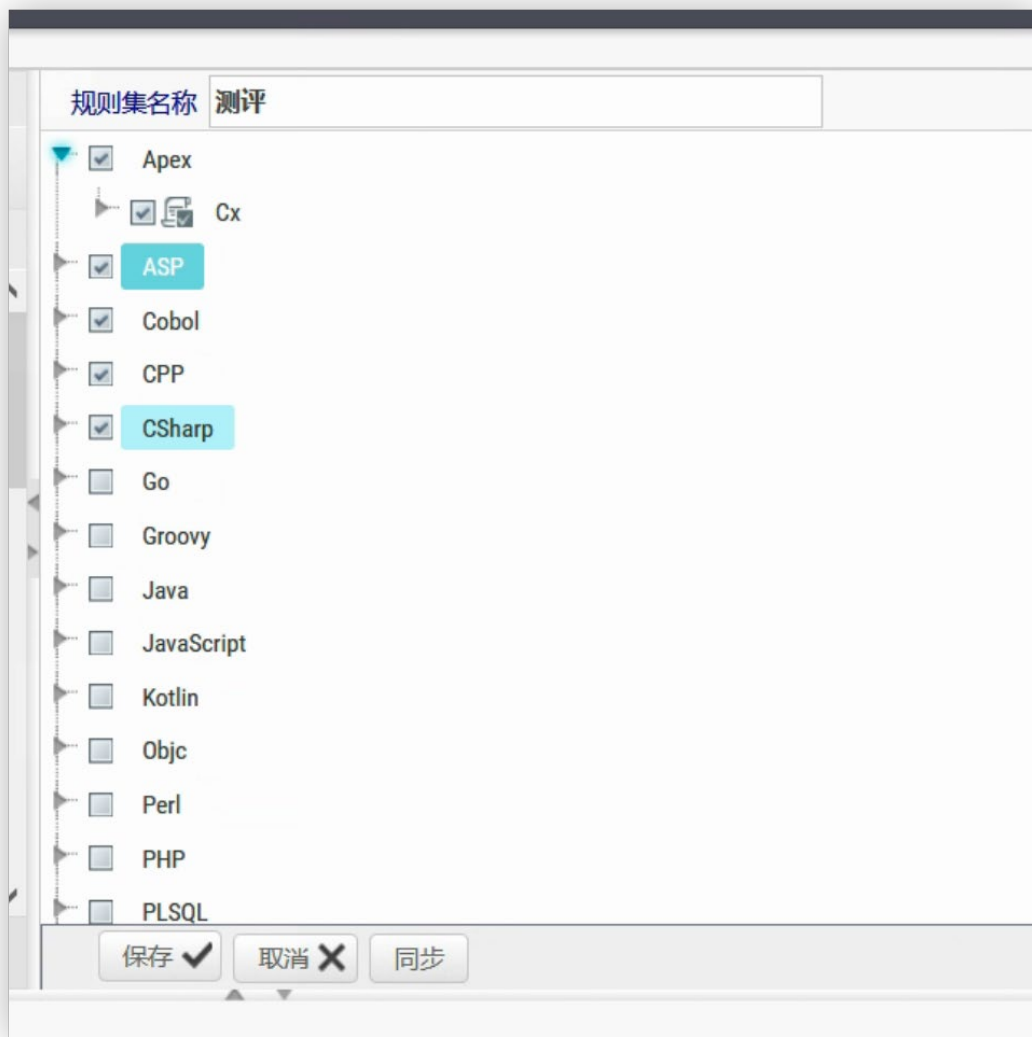 规则集名称 测评
Apex
Cx
ASP
Cobol
CPP
CSharp
Go
Groovy
Java
JavaScript
Kotlin
Objc
Perl
PHP
PLSQL
保存 取消 同步